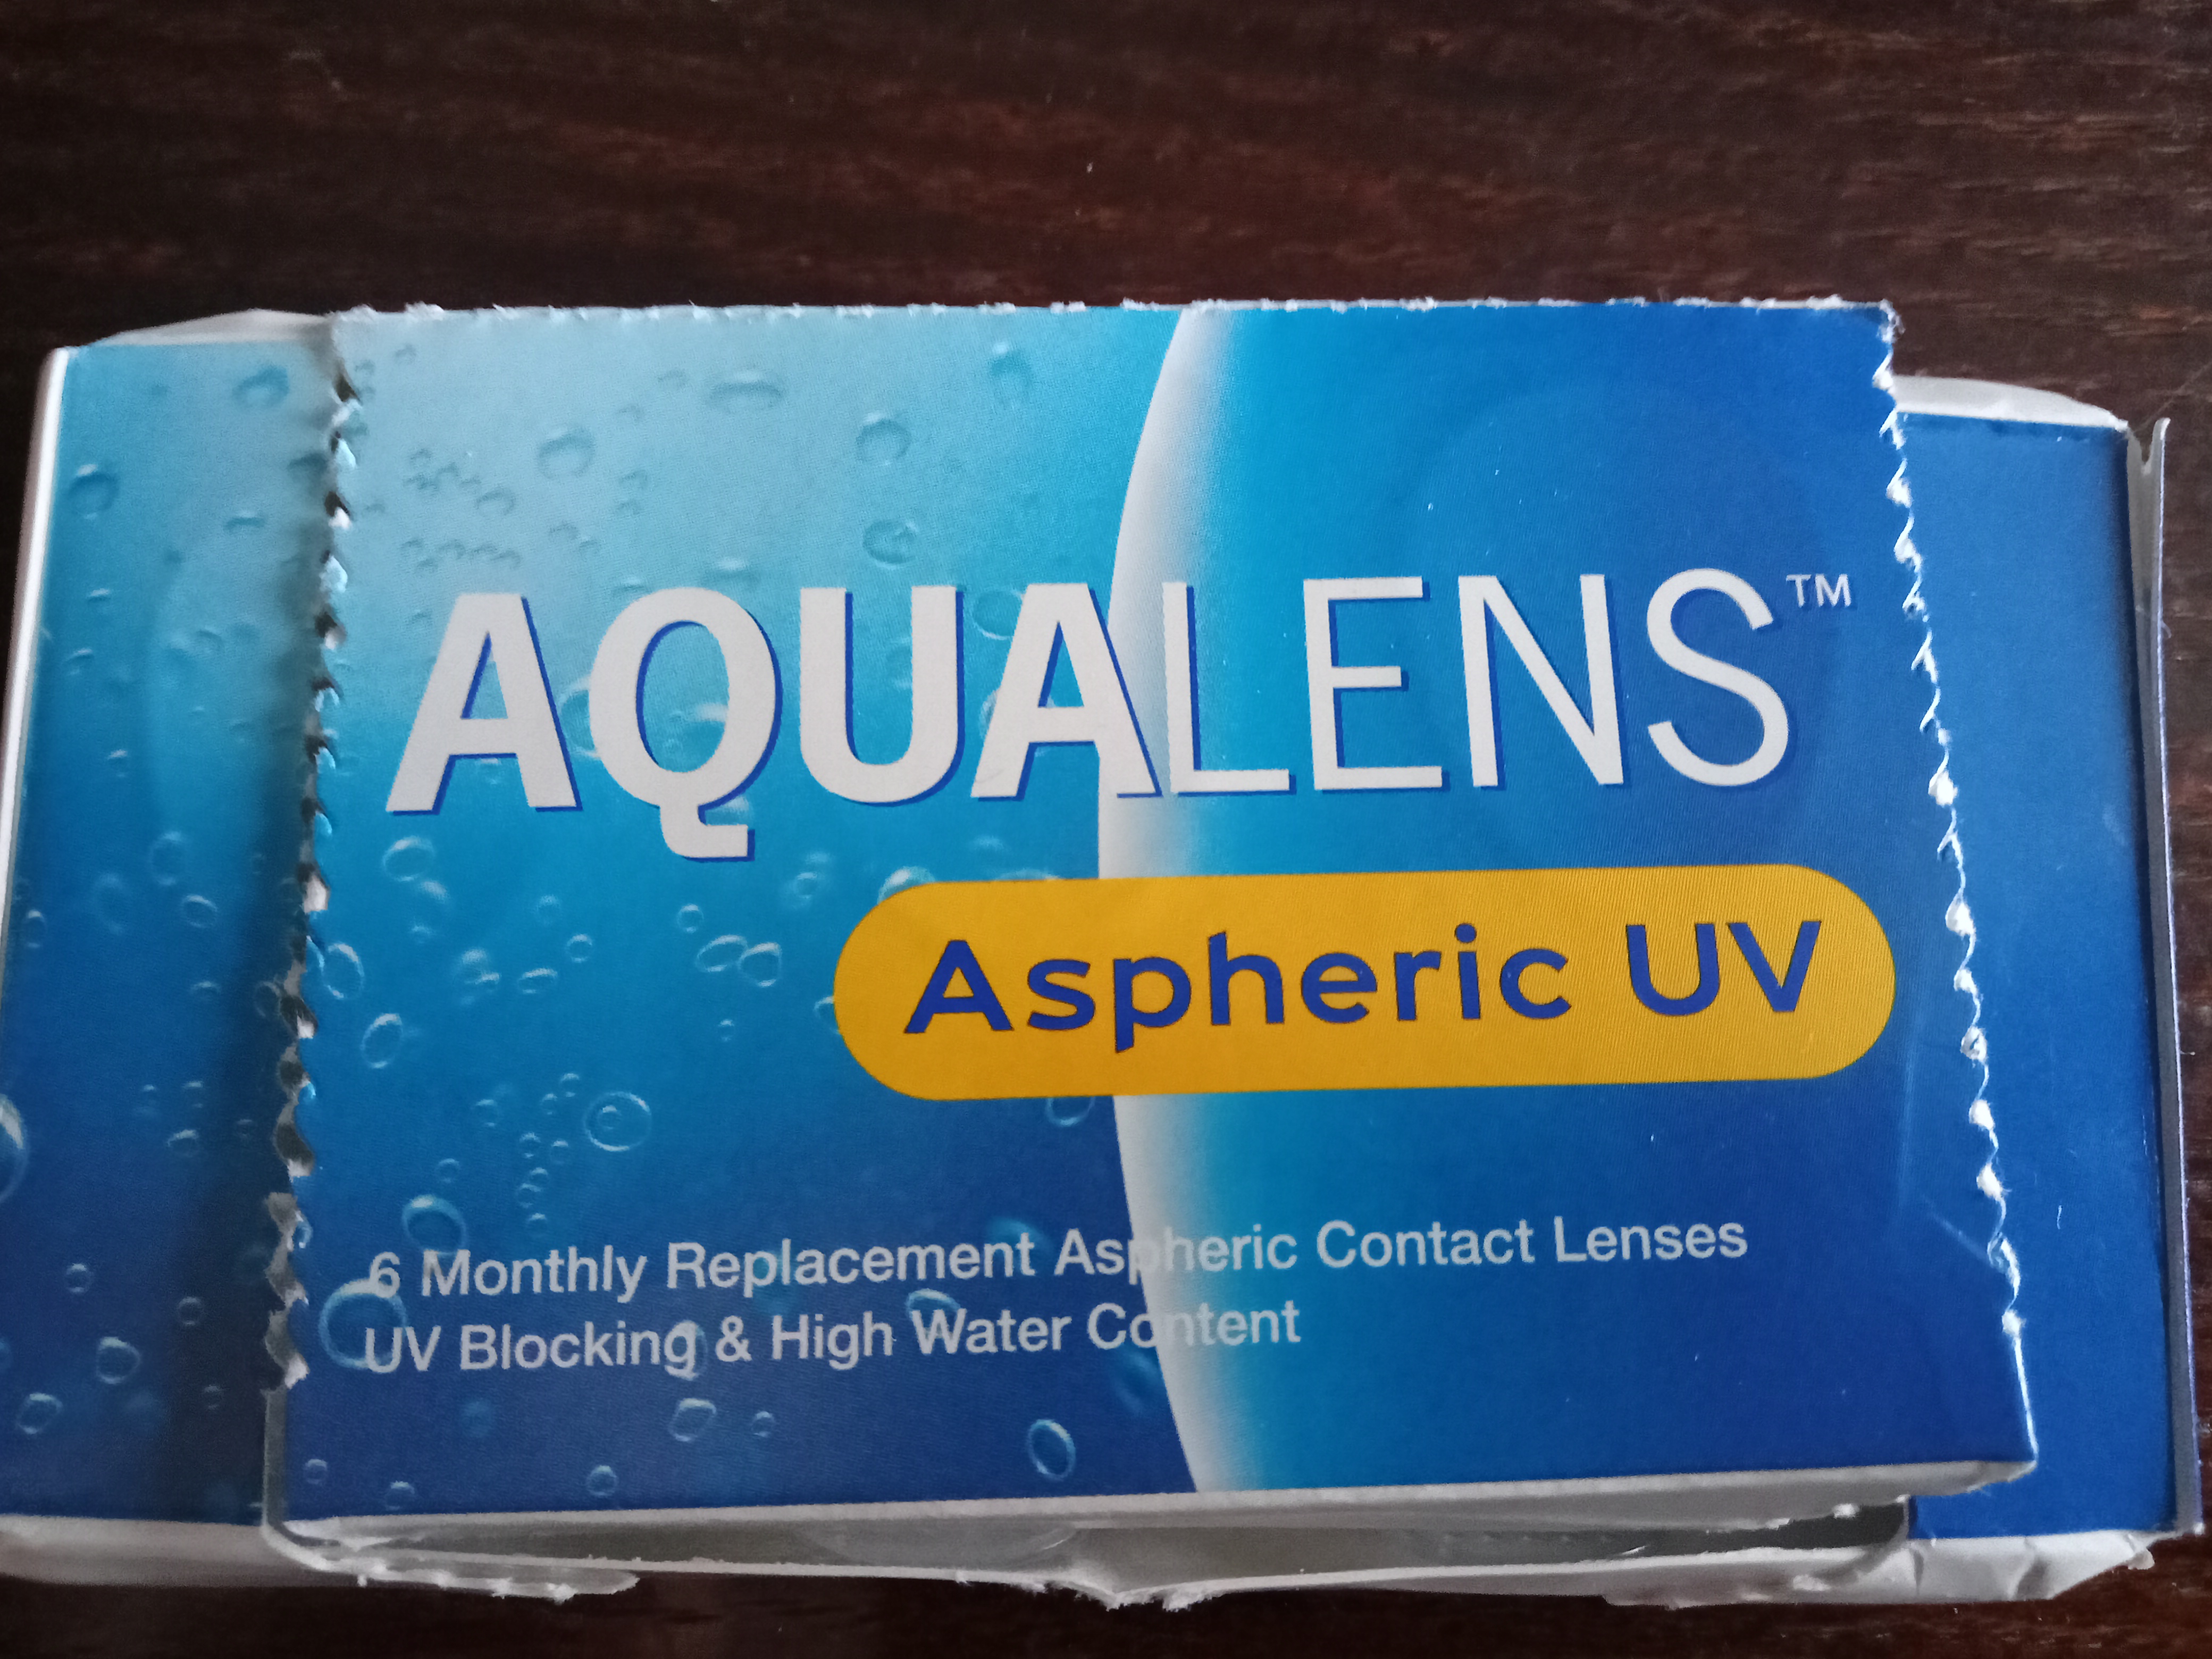 AQUALENS™
Aspheric UV
6 Monthly Replacement Aspheric Contact Lenses
UV Blocking & High Water Content